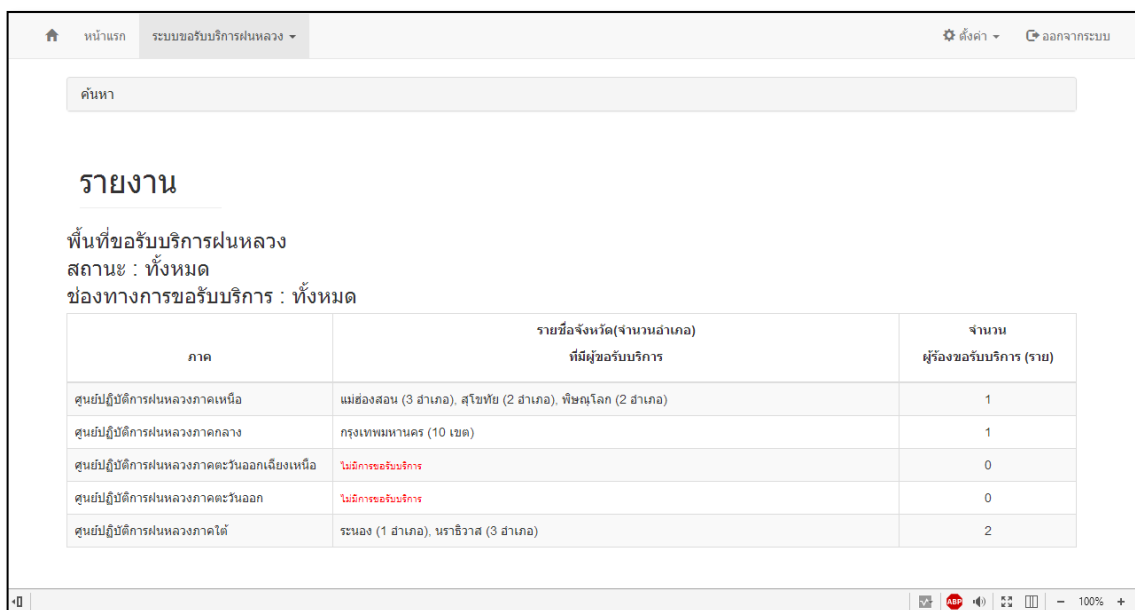 หน้าแรก ระบบขอรับบริการฝนหลวง ตั้งค่า ออกจากระบบ
ค้นหา
รายงาน
พื้นที่ขอรับบริการฝนหลวง
สถานะ : ทั้งหมด
ช่องทางการขอรับบริการ : ทั้งหมด
ภาค รายชื่อจังหวัด(จำนวนอำเภอ) ที่มีผู้ขอรับบริการ จำนวน ผู้ร้องขอรับบริการ (ราย)
ศูนย์ปฏิบัติการฝนหลวงภาคเหนือ แม่ฮ่องสอน (3 อำเภอ), สุโขทัย (2 อำเภอ), พิษณุโลก (2 อำเภอ) 1
ศูนย์ปฏิบัติการฝนหลวงภาคกลาง กรุงเทพมหานคร (10 เขต) 1
ศูนย์ปฏิบัติการฝนหลวงภาคตะวันออกเฉียงเหนือ ไม่มีการขอรับบริการ 0
ศูนย์ปฏิบัติการฝนหลวงภาคตะวันออก ไม่มีการขอรับบริการ 0
ศูนย์ปฏิบัติการฝนหลวงภาคใต้ ระนอง (1 อำเภอ), นราธิวาส (3 อำเภอ) 2
ABP 100%